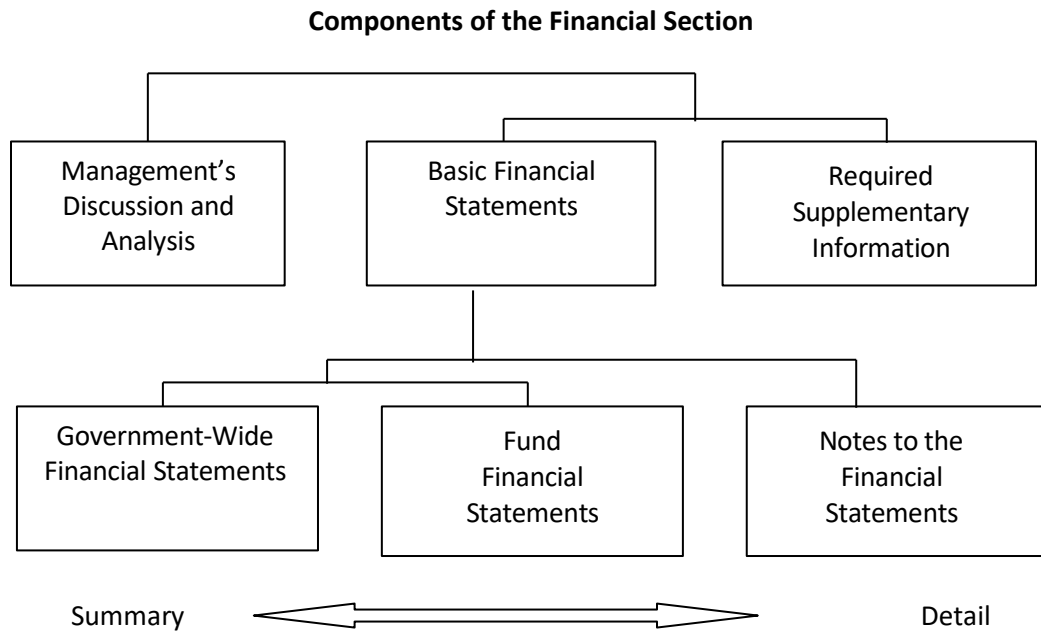 Components of the Financial Section
Management’s
Discussion and
Analysis
Basic Financial
Statements
Required
Supplementary
Information
Government-Wide
Financial Statements
Fund
Financial
Statements
Notes to the
Financial
Statements
Summary
Detail